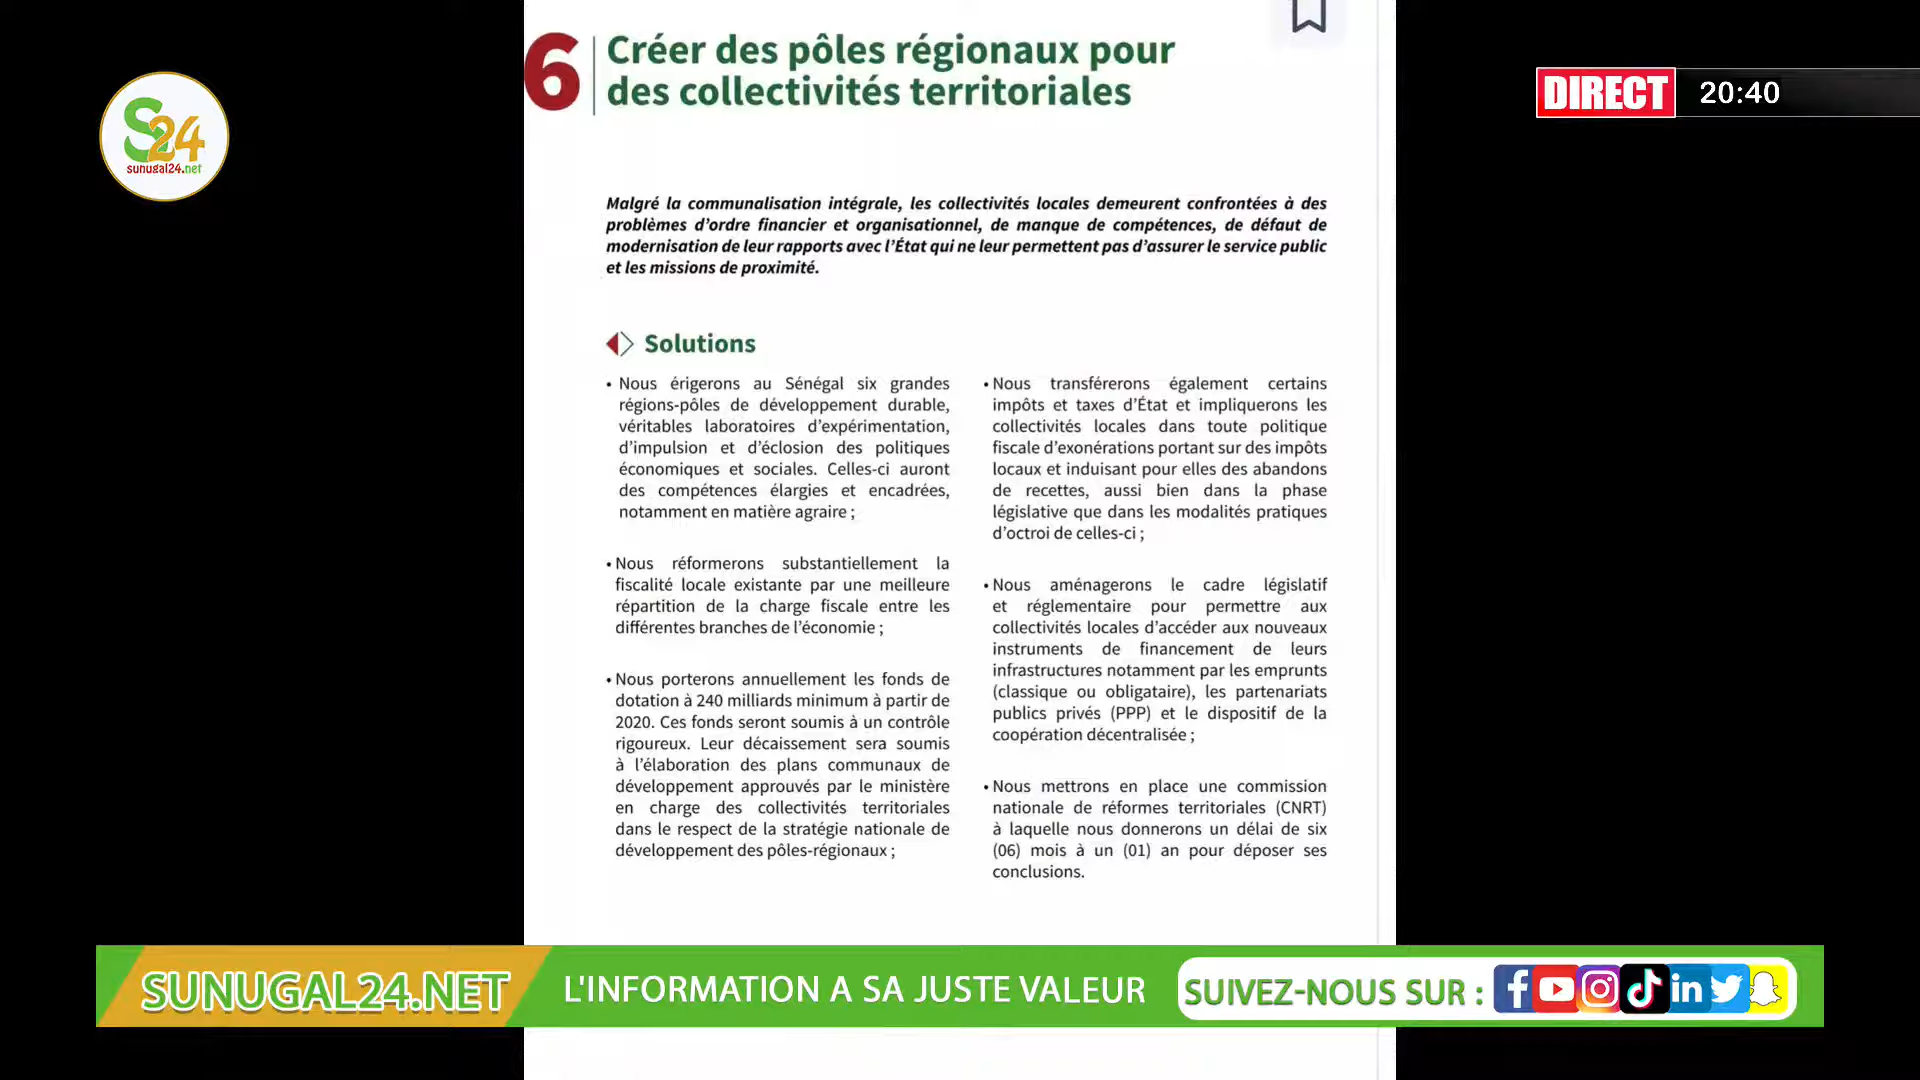 6
Créer des pôles régionaux pour
des collectivités territoriales
S24
sunugal24.net
DIRECT
20:40
Malgré la communalisation intégrale, les collectivités locales demeurent confrontées à des
problèmes d’ordre financier et organisationnel, de manque de compétences, de défaut de
modernisation de leur rapports avec l’État qui ne leur permettent pas d’assurer le service public
et les missions de proximité.
Solutions
• Nous érigerons au Sénégal six grandes
régions-pôles de développement durable,
véritables laboratoires d’expérimentation,
d’impulsion et d’éclosion des politiques
économiques et sociales. Celles-ci auront
des compétences élargies et encadrées,
notamment en matière agraire ;
• Nous réformerons substantiellement la
fiscalité locale existante par une meilleure
répartition de la charge fiscale entre les
différentes branches de l’économie ;
• Nous porterons annuellement les fonds de
dotation à 240 milliards minimum à partir de
2020. Ces fonds seront soumis à un contrôle
rigoureux. Leur décaissement sera soumis
à l’élaboration des plans communaux de
développement approuvés par le ministère
en charge des collectivités territoriales
dans le respect de la stratégie nationale de
développement des pôles-régionaux ;
• Nous transférerons également certains
impôts et taxes d’État et impliquerons les
collectivités locales dans toute politique
fiscale d’exonérations portant sur des impôts
locaux et induisant pour elles des abandons
de recettes, aussi bien dans la phase
législative que dans les modalités pratiques
d’octroi de celles-ci ;
• Nous aménagerons le cadre législatif
et réglementaire pour permettre aux
collectivités locales d’accéder aux nouveaux
instruments de financement de leurs
infrastructures notamment par les emprunts
(classique ou obligataire), les partenariats
publics privés (PPP) et le dispositif de la
coopération décentralisée ;
• Nous mettrons en place une commission
nationale de réformes territoriales (CNRT)
à laquelle nous donnerons un délai de six
(06) mois à un (01) an pour déposer ses
conclusions.
SUNUGAL24.NET
L'INFORMATION A SA JUSTE VALEUR
SUIVEZ-NOUS SUR :